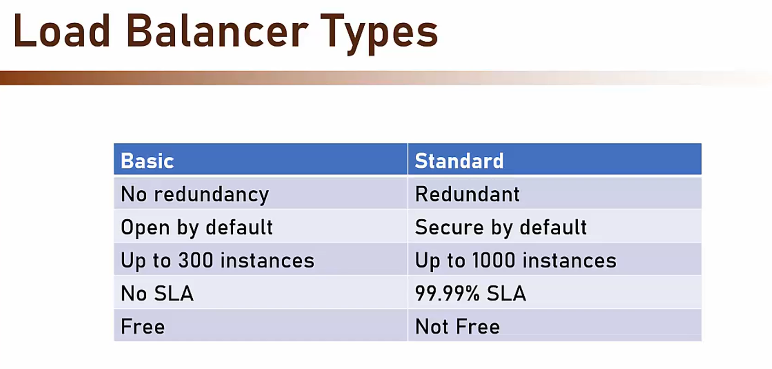 Load Balancer Types
Basic Standard
No redundancy Redundant
Open by default Secure by default
Up to 300 instances Up to 1000 instances
No SLA 99.99% SLA
Free Not Free